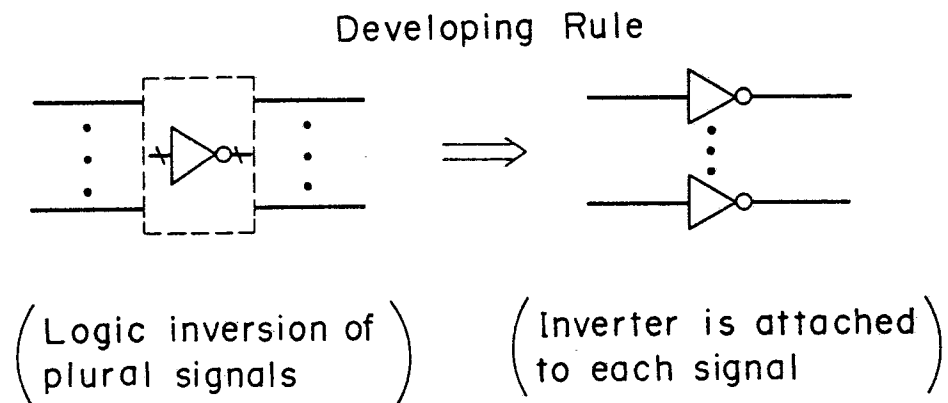 Developing Rule
(Logic inversion of
plural signals)
(Inverter is attached
to each signal)